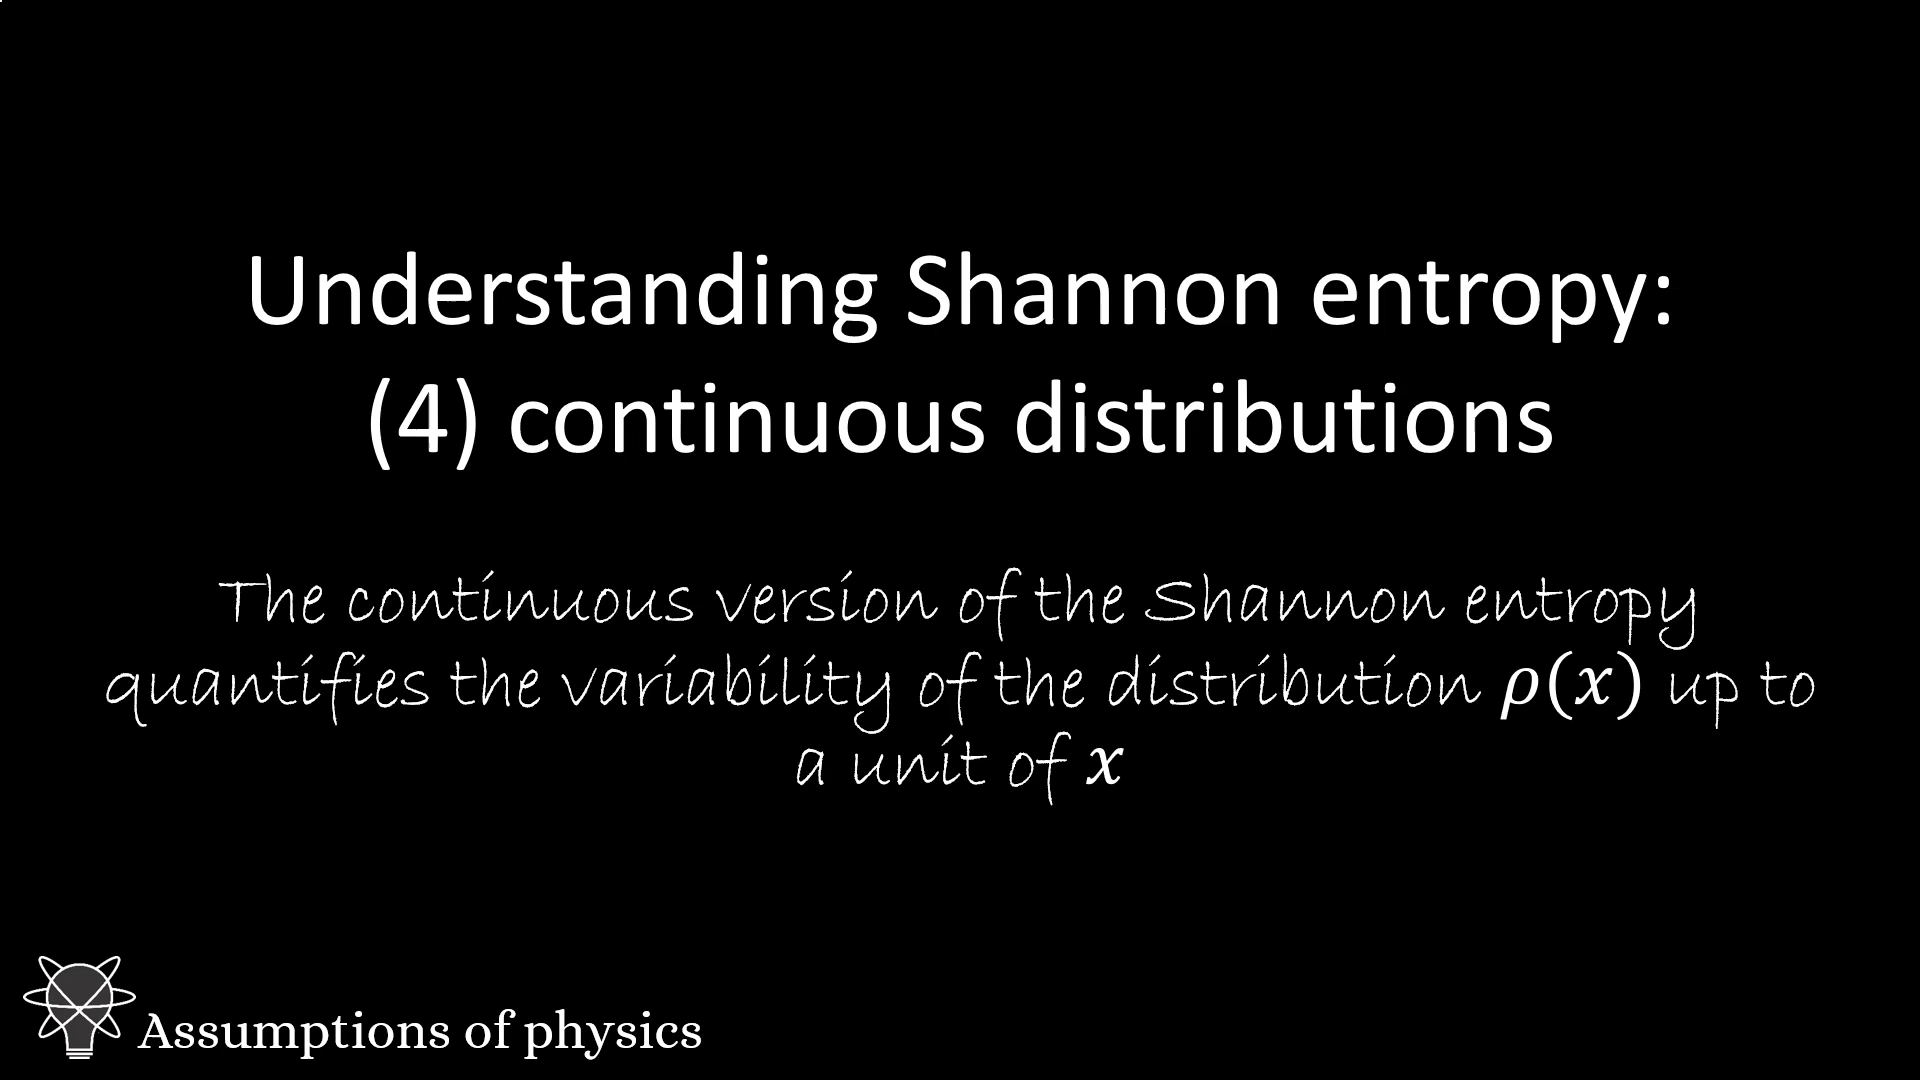 Understanding Shannon entropy:
(4) continuous distributions
The continuous version of the Shannon entropy
quantifies the variability of the distribution ρ(x) up to
a unit of x
Assumptions of physics